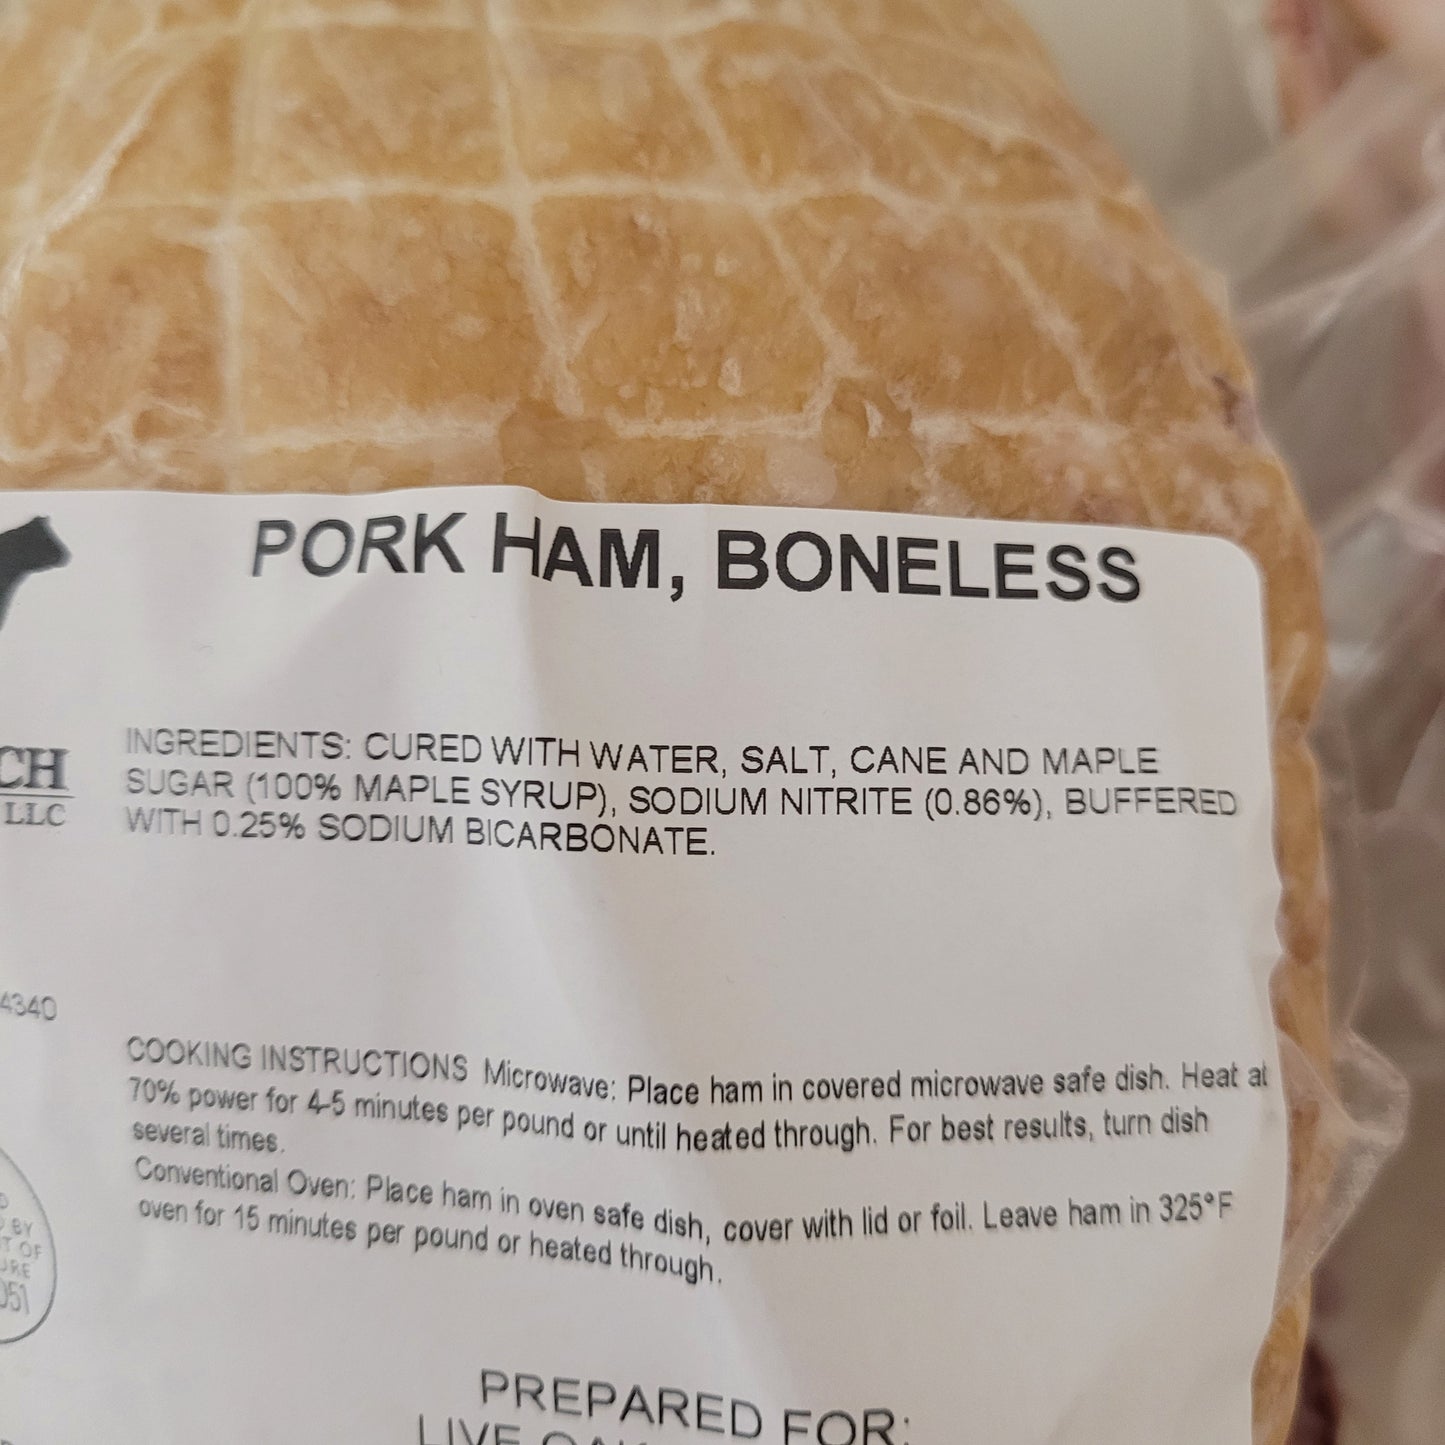 PORK HAM, BONELESS
CH
LLC
INGREDIENTS: CURED WITH WATER, SALT, CANE AND MAPLE
SUGAR (100% MAPLE SYRUP), SODIUM NITRITE (0.86%), BUFFERED
WITH 0.25% SODIUM BICARBONATE.
4340
COOKING INSTRUCTIONS Microwave: Place ham in covered microwave safe dish. Heat at
70% power for 4-5 minutes per pound or until heated through. For best results, turn dish
several times.
Conventional Oven: Place ham in oven safe dish, cover with lid or foil. Leave ham in 325°F
oven for 15 minutes per pound or heated through.
BY
OF
051
PREPARED FOR:
LIVE